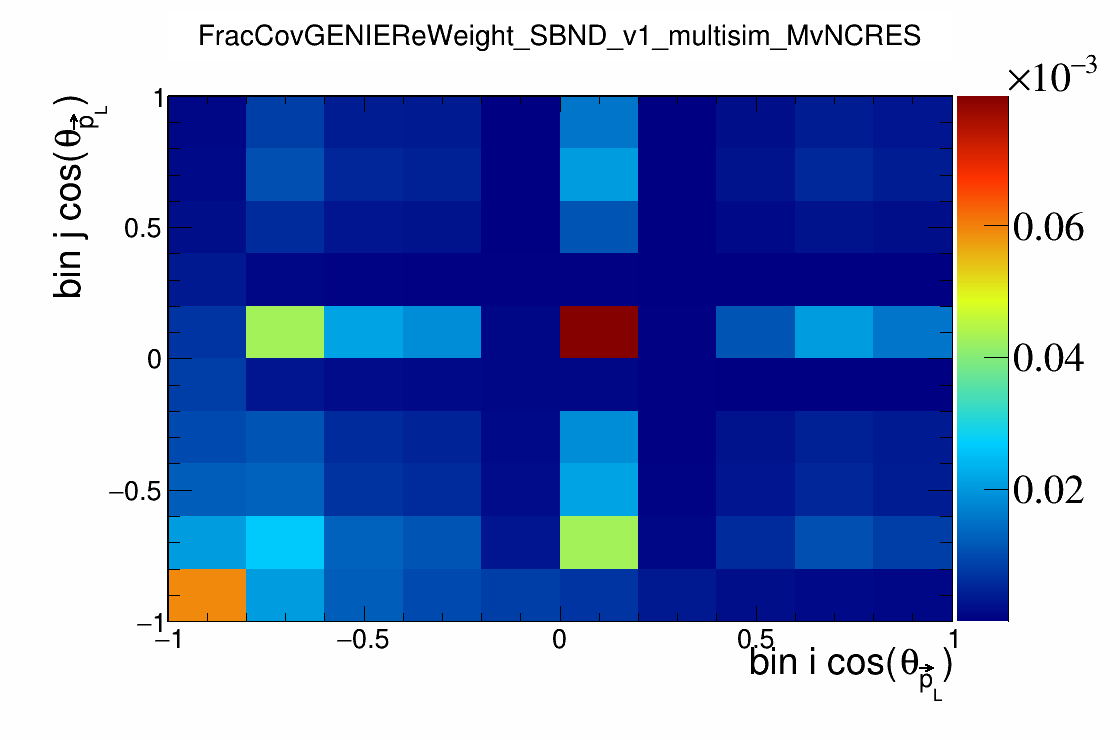 FracCovGENIEReWeight_SBND_v1_multisim_MvNCRES
×10⁻³
bin j cos(θ_p⃗_L)
1
0.5
0
−0.5
−1
0.06
0.04
0.02
−1 −0.5 0 0.5 1
bin i cos(θ_p⃗_L)